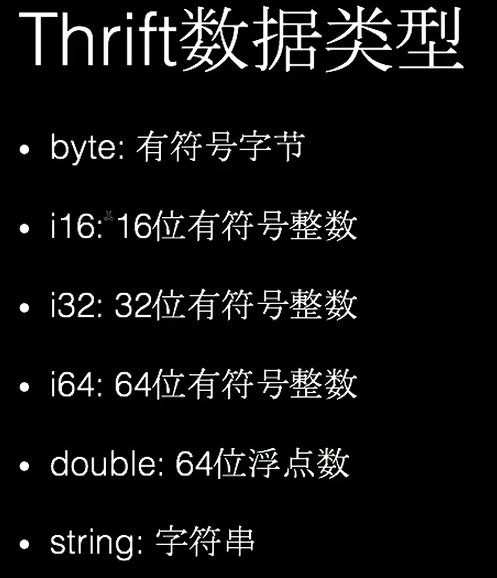 Thrift数据类型
• byte: 有符号字节
• i16: 16位有符号整数
• i32: 32位有符号整数
• i64: 64位有符号整数
• double: 64位浮点数
• string: 字符串